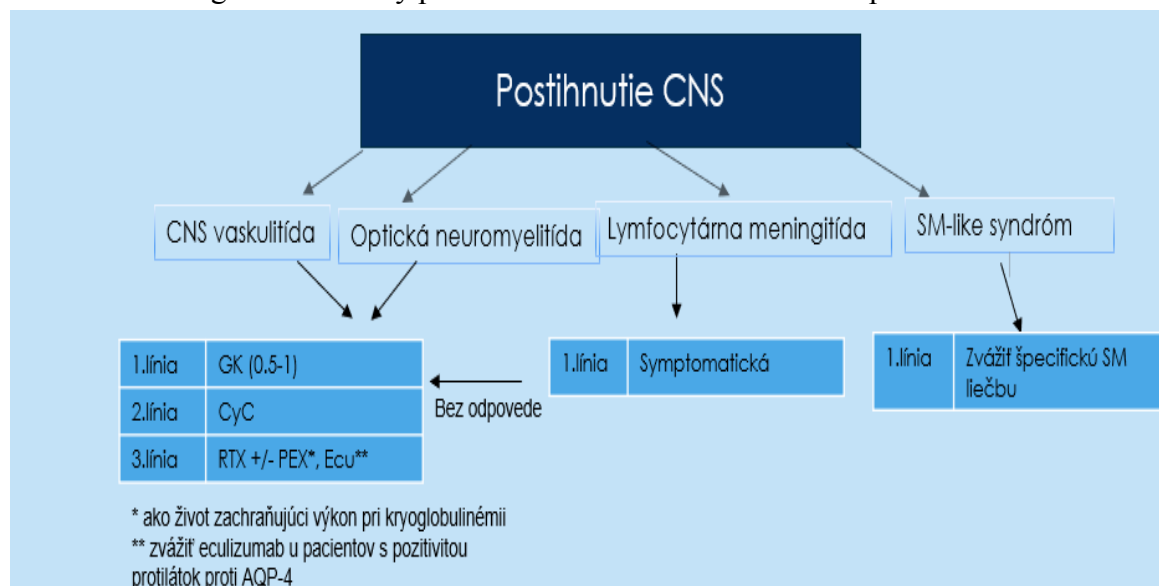 Postihnutie CNS
CNS vaskulitída
Optická neuromyelitída
Lymfocytárna meningitída
SM-like syndróm
1.línia GK (0.5-1)
2.línia CyC
3.línia RTX +/- PEX*, Ecu**
Bez odpovede
1.línia Symptomatická
1.línia Zvážiť špecifickú SM
liečbu
* ako život zachraňujúci výkon pri kryoglobulinémii
** zvážiť eculizumab u pacientov s pozitivitou
protilátok proti AQP-4